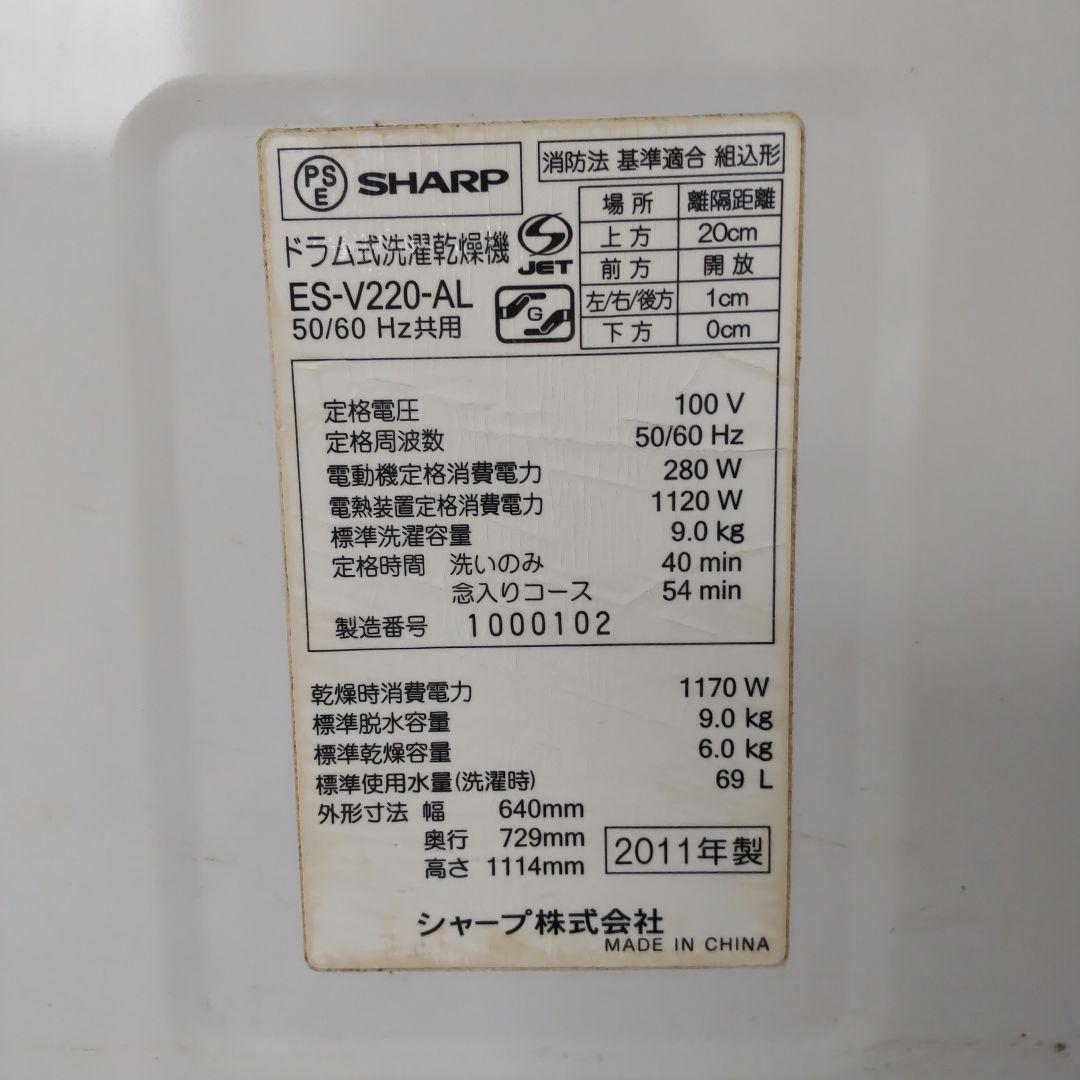 PSE SHARP
ドラム式洗濯乾燥機
JET
ES-V220-AL
G
50/60 Hz共用
消防法 基準適合 組込形
場所 離隔距離
上方 20cm
前方 開放
左/右/後方 1cm
下方 0cm
定格電圧 100 V
定格周波数 50/60 Hz
電動機定格消費電力 280 W
電熱装置定格消費電力 1120 W
標準洗濯容量 9.0 kg
定格時間 洗いのみ 40 min
念入りコース 54 min
製造番号 1000102
乾燥時消費電力 1170 W
標準脱水容量 9.0 kg
標準乾燥容量 6.0 kg
標準使用水量(洗濯時) 69 L
外形寸法 幅 640mm
奥行 729mm
高さ 1114mm
2011年製
シャープ株式会社
MADE IN CHINA